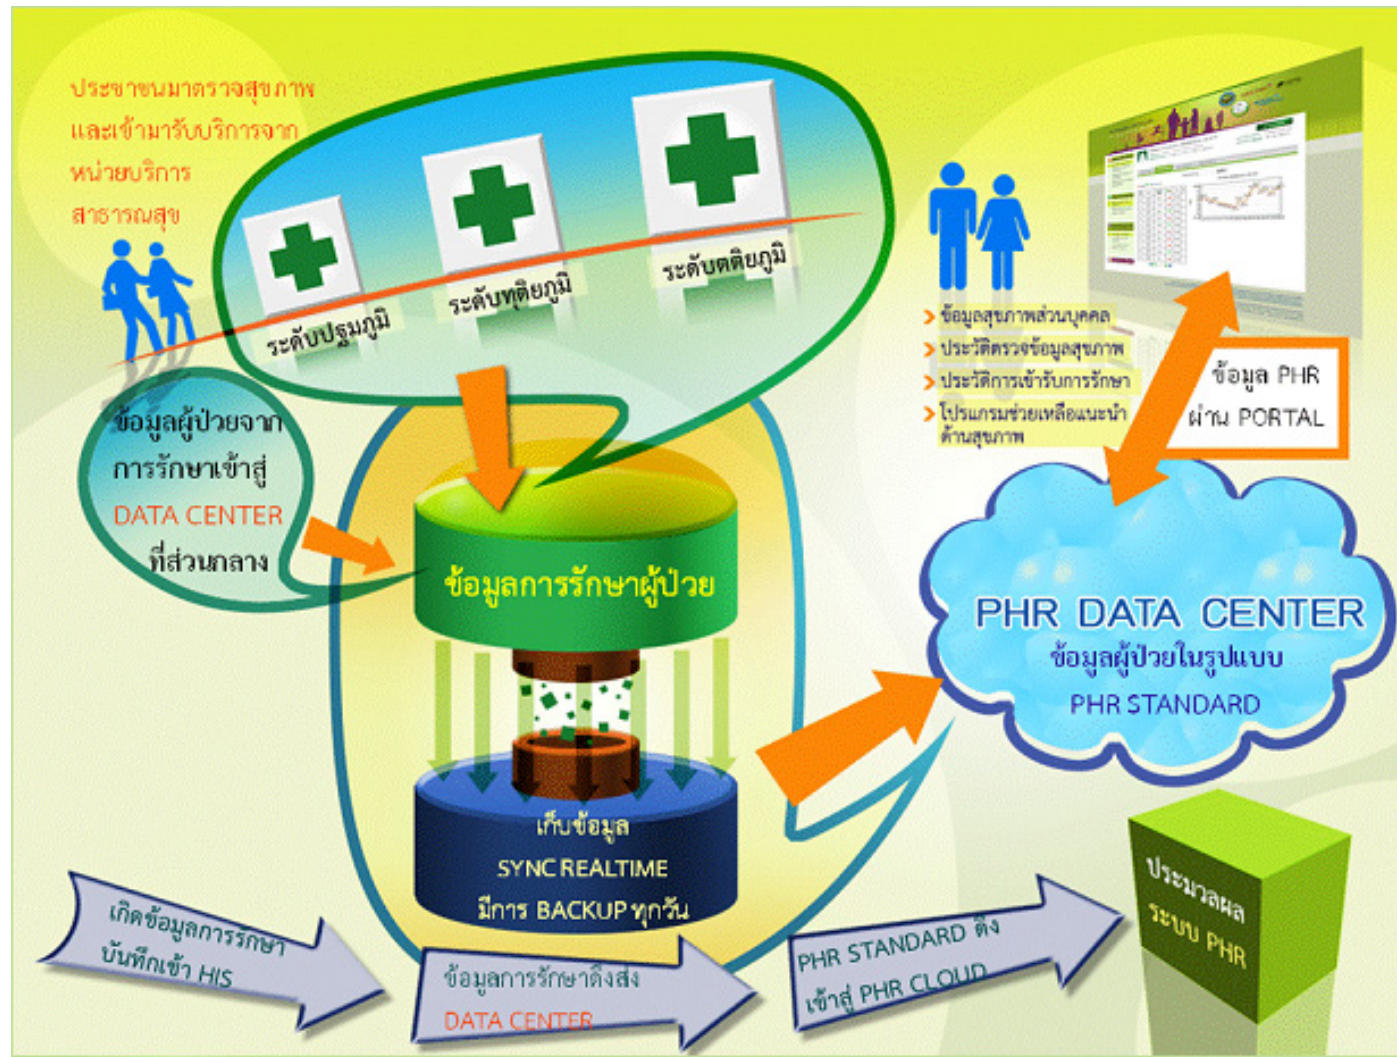 ประชาชนมาตรวจสุขภาพ
และเข้ามารับบริการจาก
หน่วยบริการ
สาธารณสุข
ระดับปฐมภูมิ
ระดับทุติยภูมิ
ระดับตติยภูมิ
ข้อมูลผู้ป่วยจาก
การรักษาเข้าสู่
DATA CENTER
ที่ส่วนกลาง
ข้อมูลการรักษาผู้ป่วย
เก็บข้อมูล
SYNC REALTIME
มีการ BACKUP ทุกวัน
ข้อมูลสุขภาพส่วนบุคคล
ประวัติตรวจข้อมูลสุขภาพ
ประวัติการเข้ารับการรักษา
โปรแกรมช่วยเหลือแนะนำ
ด้านสุขภาพ
ข้อมูล PHR
ผ่าน PORTAL
PHR DATA CENTER
ข้อมูลผู้ป่วยในรูปแบบ
PHR STANDARD
เกิดข้อมูลการรักษา
บันทึกเข้า HIS
ข้อมูลการรักษาดึงส่ง
DATA CENTER
PHR STANDARD ดึง
เข้าสู่ PHR CLOUD
ประมวลผล
ระบบ PHR